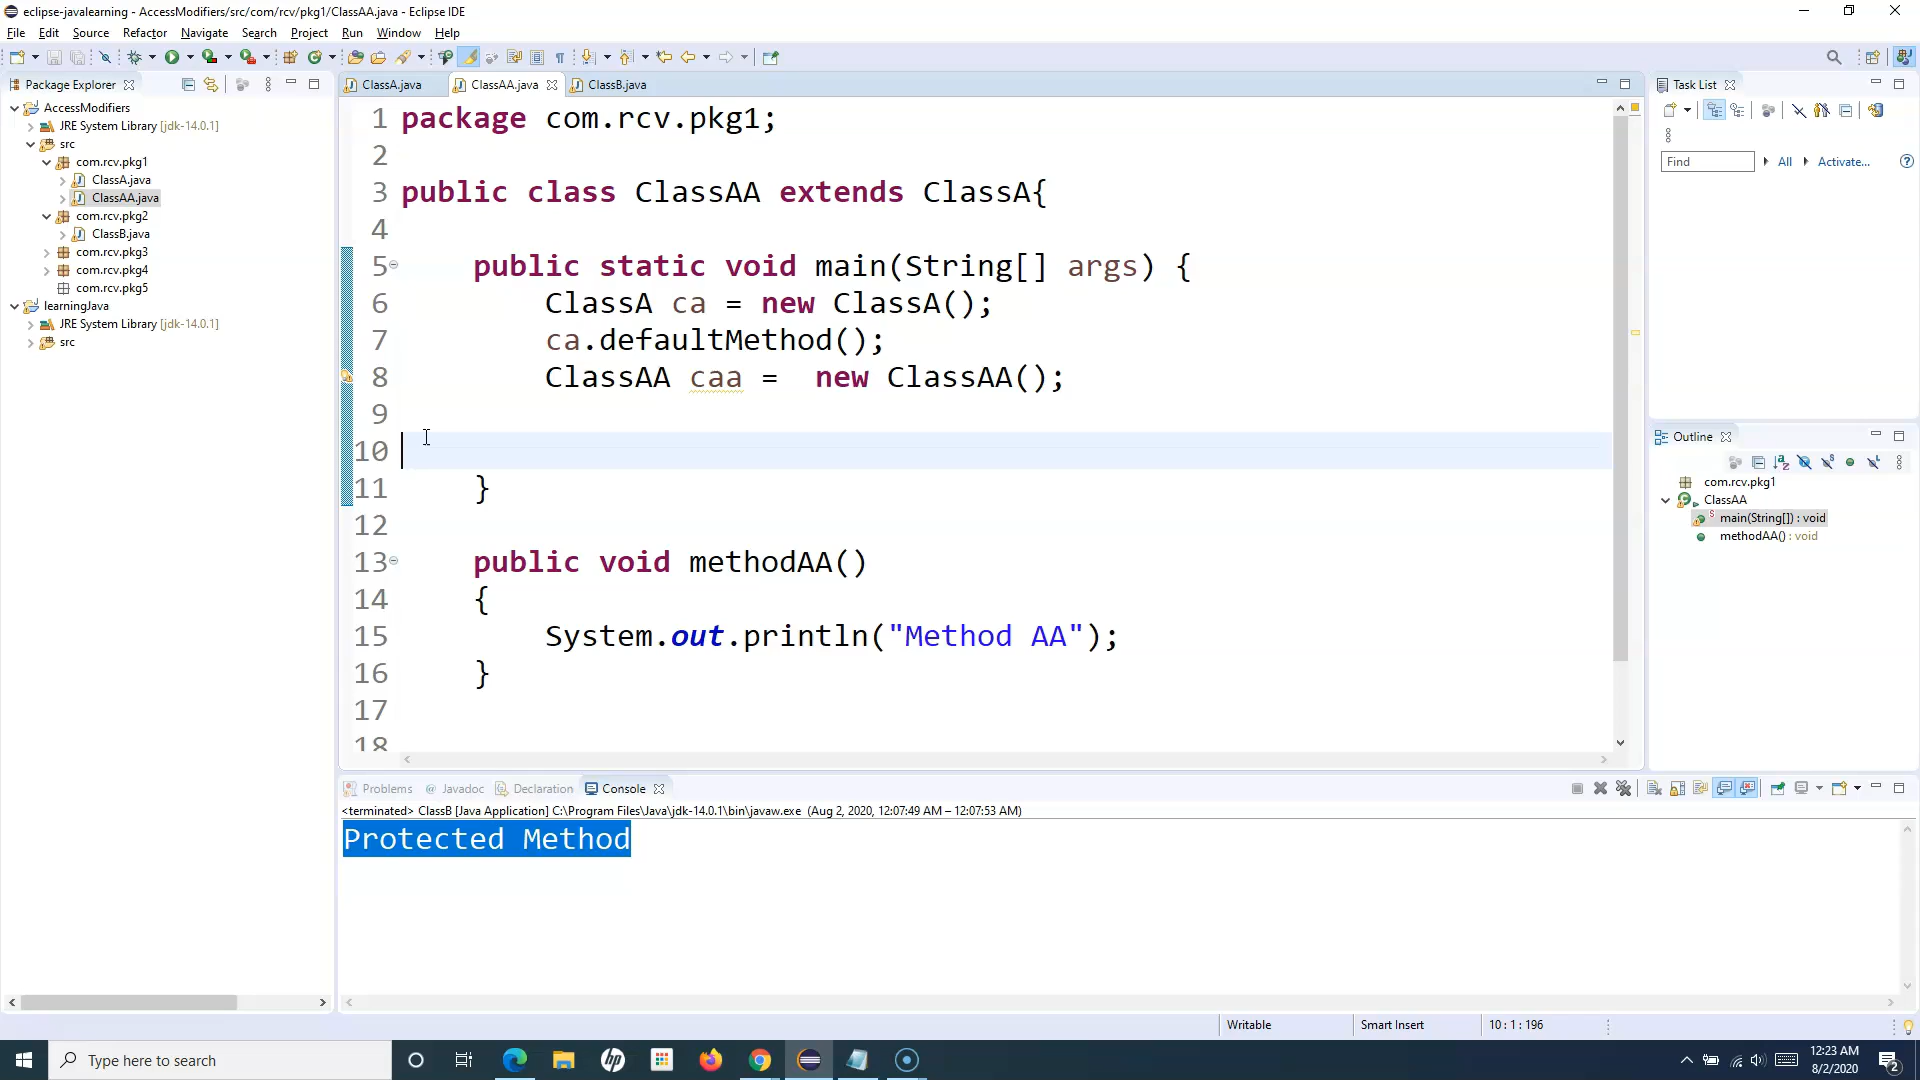 eclipse-javalearning - AccessModifiers/src/com/rcv/pkg1/ClassAA.java - Eclipse IDE
File Edit Source Refactor Navigate Search Project Run Window Help
Package Explorer
AccessModifiers
JRE System Library [jdk-14.0.1]
src
com.rcv.pkg1
ClassA.java
ClassAA.java
com.rcv.pkg2
ClassB.java
com.rcv.pkg3
com.rcv.pkg4
com.rcv.pkg5
learningJava
JRE System Library [jdk-14.0.1]
src
ClassA.java ClassAA.java ClassB.java
1 package com.rcv.pkg1;
2
3 public class ClassAA extends ClassA{
4
5 public static void main(String[] args) {
6 ClassA ca = new ClassA();
7 ca.defaultMethod();
8 ClassAA caa =  new ClassAA();
9
10
11 }
12
13 public void methodAA()
14 {
15 System.out.println("Method AA");
16 }
17
18
Task List
Find All Activate...
Outline
com.rcv.pkg1
ClassAA
main(String[]) : void
methodAA() : void
Problems Javadoc Declaration Console
<terminated> ClassB [Java Application] C:\Program Files\Java\jdk-14.0.1\bin\javaw.exe (Aug 2, 2020, 12:07:49 AM – 12:07:53 AM)
Protected Method
Writable Smart Insert 10 : 1 : 196
Type here to search
12:23 AM
8/2/2020
2